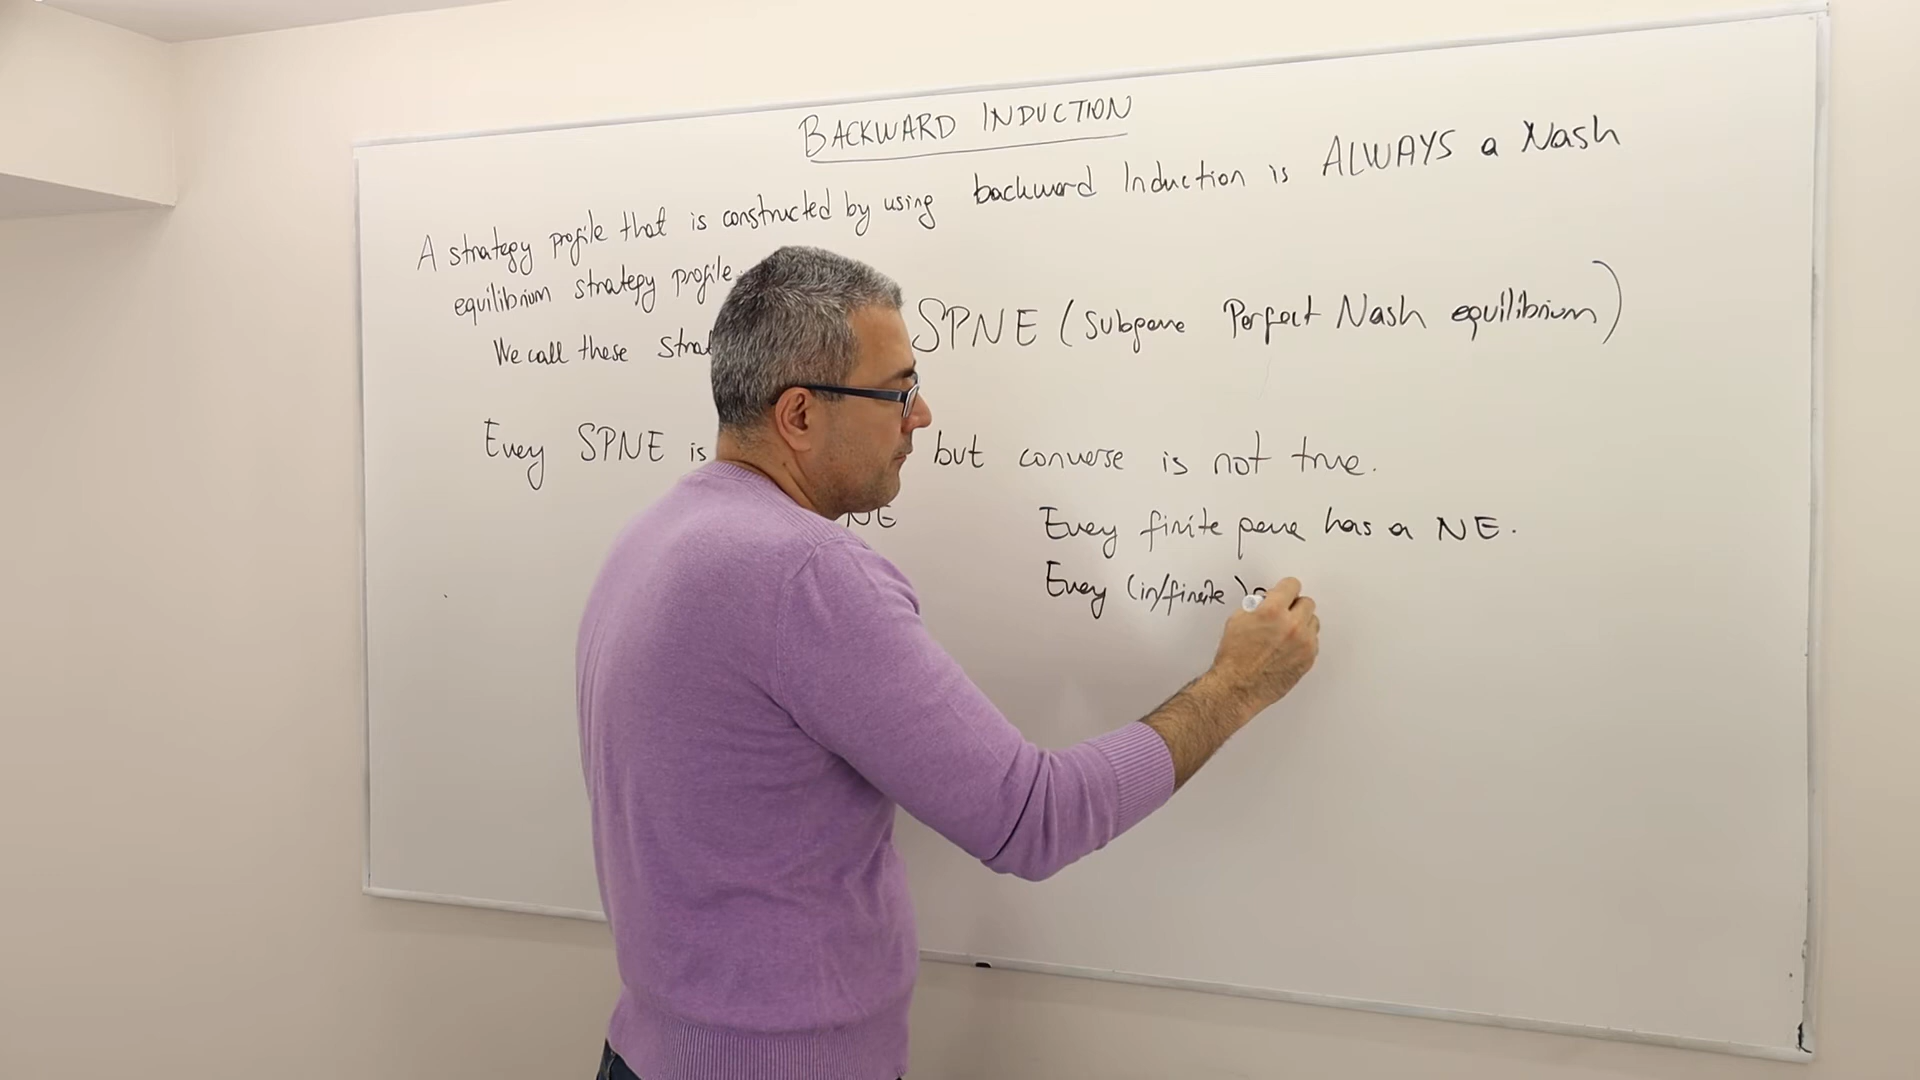 BACKWARD INDUCTION
A strategy profile that is constructed by using backward Induction is ALWAYS a Nash
equilibrium strategy profile.
We call these strat SPNE (Subgame Perfect Nash equilibrium)
Every SPNE is but converse is not true.
NE Every finite game has a NE.
Every (in/finite)